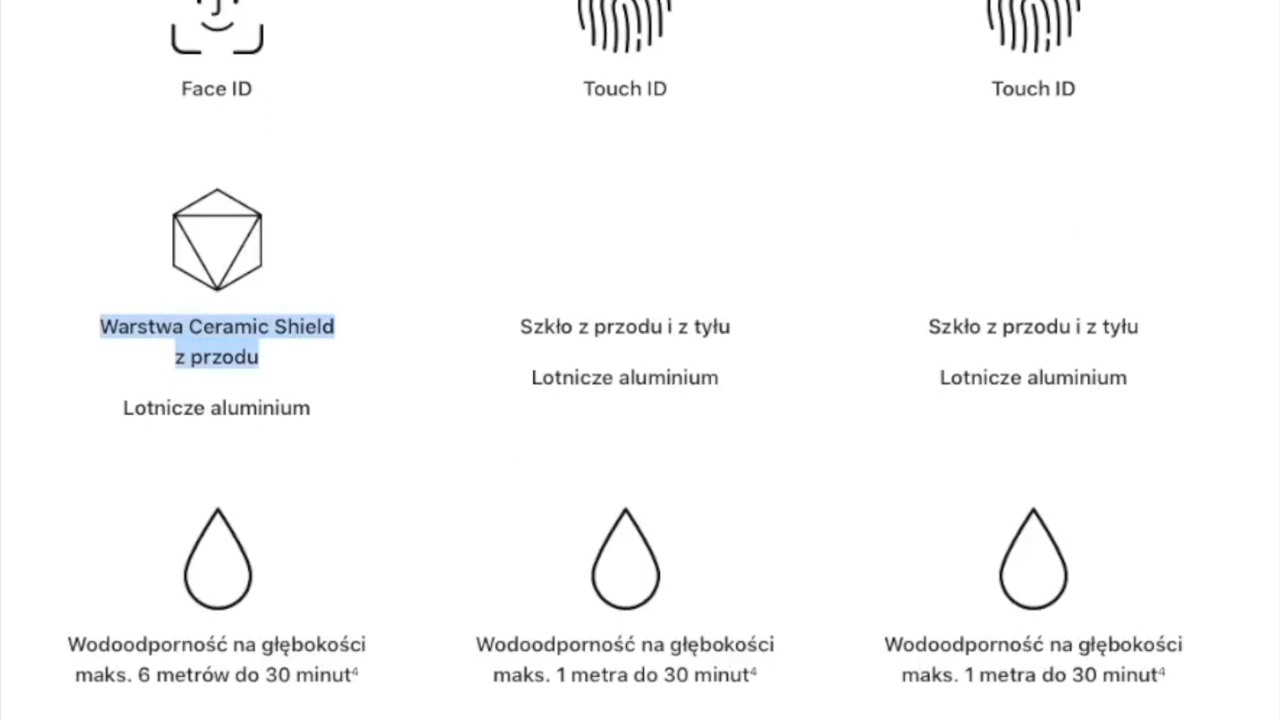 Face ID
Touch ID
Touch ID
Warstwa Ceramic Shield
z przodu
Lotnicze aluminium
Szkło z przodu i z tyłu
Lotnicze aluminium
Szkło z przodu i z tyłu
Lotnicze aluminium
Wodoodporność na głębokości
maks. 6 metrów do 30 minut⁴
Wodoodporność na głębokości
maks. 1 metra do 30 minut⁴
Wodoodporność na głębokości
maks. 1 metra do 30 minut⁴